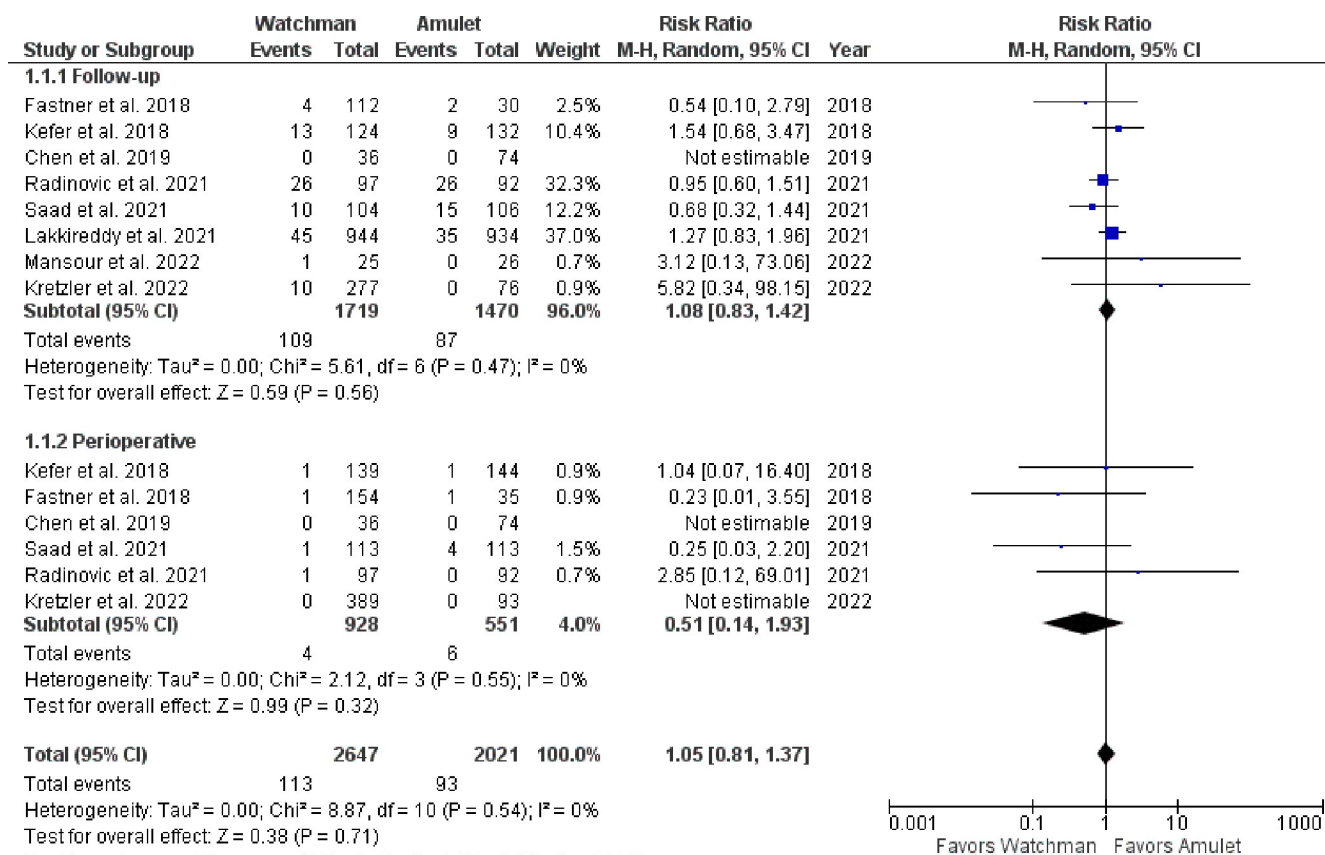 Watchman Amulet Risk Ratio Risk Ratio
Study or Subgroup Events Total Events Total Weight M-H, Random, 95% CI Year M-H, Random, 95% CI
1.1.1 Follow-up
Fastner et al. 2018 4 112 2 30 2.5% 0.54 [0.10, 2.79] 2018
Kefer et al. 2018 13 124 9 132 10.4% 1.54 [0.68, 3.47] 2018
Chen et al. 2019 0 36 0 74 Not estimable 2019
Radinovic et al. 2021 26 97 26 92 32.3% 0.95 [0.60, 1.51] 2021
Saad et al. 2021 10 104 15 106 12.2% 0.68 [0.32, 1.44] 2021
Lakkireddy et al. 2021 45 944 35 934 37.0% 1.27 [0.83, 1.96] 2021
Mansour et al. 2022 1 25 0 26 0.7% 3.12 [0.13, 73.06] 2022
Kretzler et al. 2022 10 277 0 76 0.9% 5.82 [0.34, 98.15] 2022
Subtotal (95% CI) 1719 1470 96.0% 1.08 [0.83, 1.42]
Total events 109 87
Heterogeneity: Tau² = 0.00; Chi² = 5.61, df = 6 (P = 0.47); I² = 0%
Test for overall effect: Z = 0.59 (P = 0.56)
1.1.2 Perioperative
Kefer et al. 2018 1 139 1 144 0.9% 1.04 [0.07, 16.40] 2018
Fastner et al. 2018 1 154 1 35 0.9% 0.23 [0.01, 3.55] 2018
Chen et al. 2019 0 36 0 74 Not estimable 2019
Saad et al. 2021 1 113 4 113 1.5% 0.25 [0.03, 2.20] 2021
Radinovic et al. 2021 1 97 0 92 0.7% 2.85 [0.12, 69.01] 2021
Kretzler et al. 2022 0 389 0 93 Not estimable 2022
Subtotal (95% CI) 928 551 4.0% 0.51 [0.14, 1.93]
Total events 4 6
Heterogeneity: Tau² = 0.00; Chi² = 2.12, df = 3 (P = 0.55); I² = 0%
Test for overall effect: Z = 0.99 (P = 0.32)
Total (95% CI) 2647 2021 100.0% 1.05 [0.81, 1.37]
Total events 113 93
Heterogeneity: Tau² = 0.00; Chi² = 8.87, df = 10 (P = 0.54); I² = 0%
Test for overall effect: Z = 0.38 (P = 0.71)
0.001 0.1 1 10 1000
Favors Watchman Favors Amulet